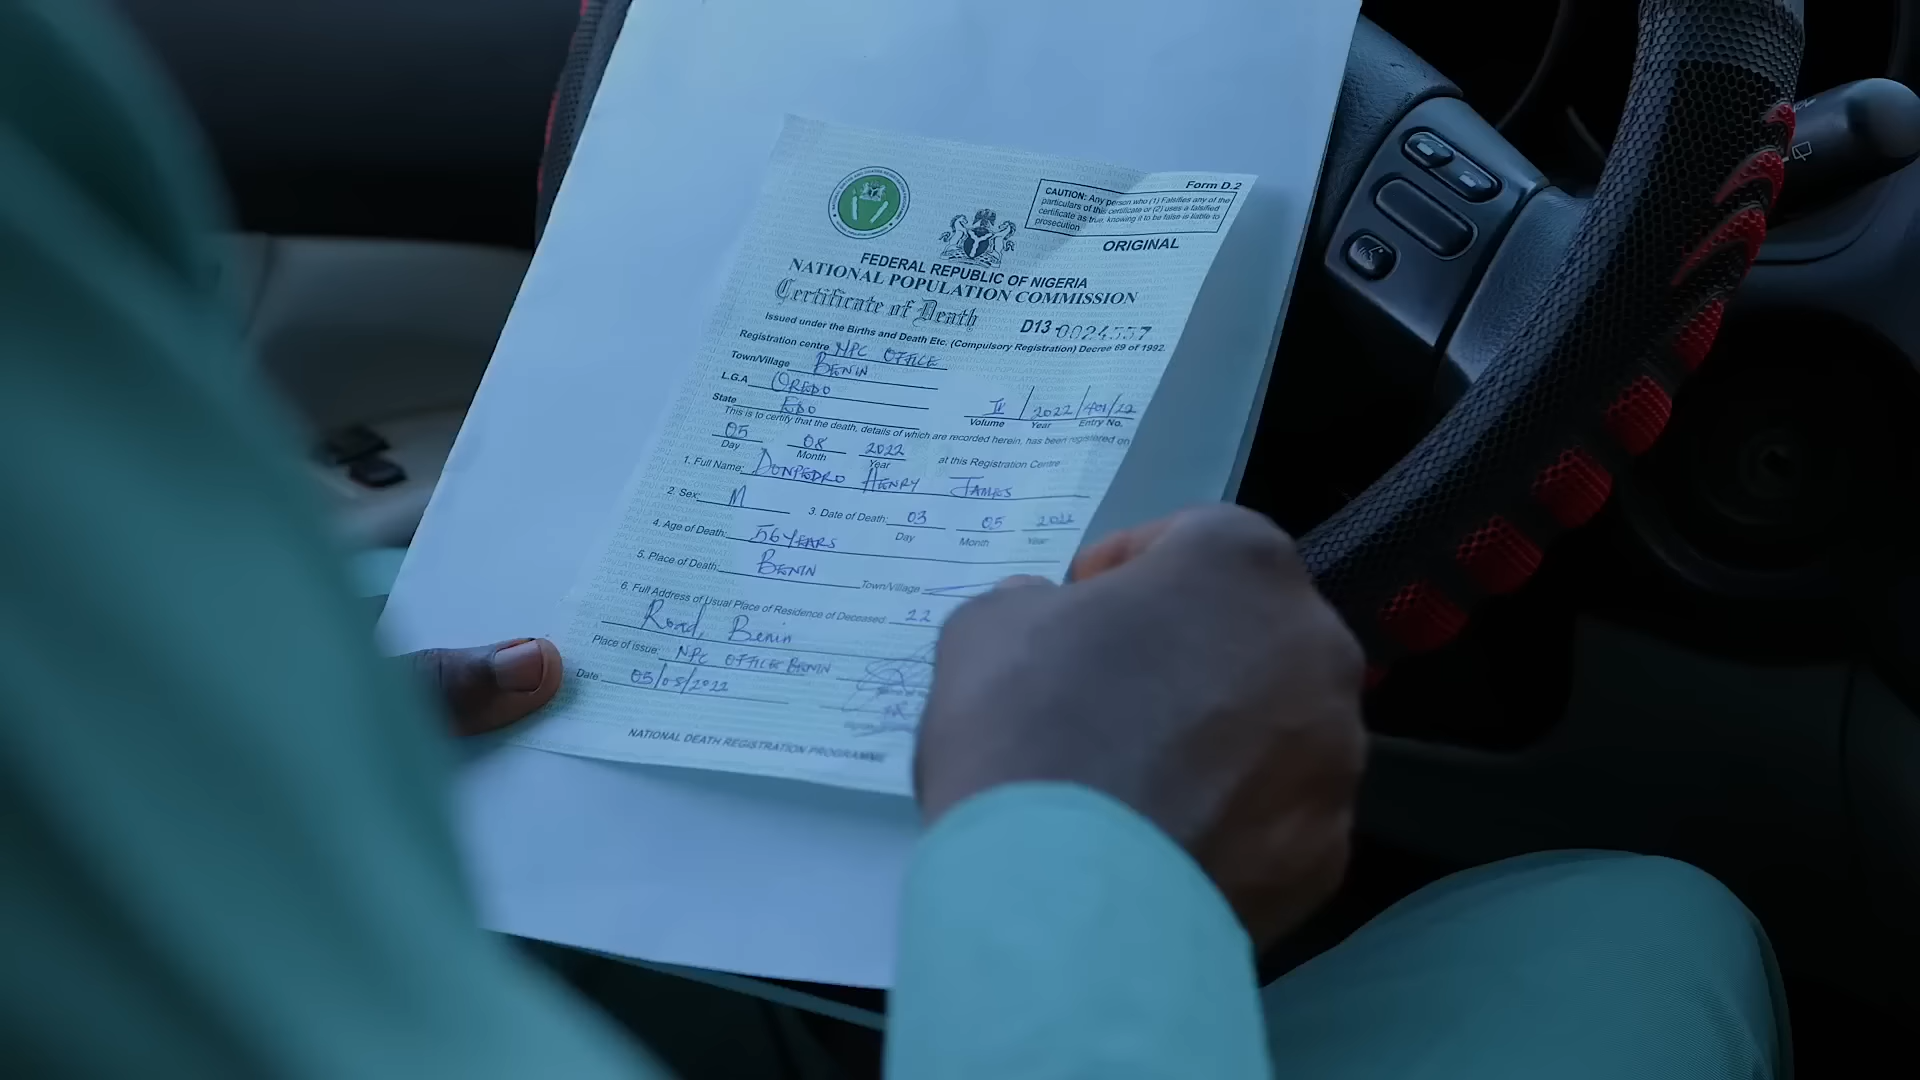 Form D.2
CAUTION: Any person who (1) Falsifies any of the
particulars of this certificate or (2) uses a falsified
certificate as true, knowing it to be false is liable to
prosecution
ORIGINAL
FEDERAL REPUBLIC OF NIGERIA
NATIONAL POPULATION COMMISSION
Certificate of Death
D13
Issued under the Births and Death Etc. (Compulsory Registration) Decree 69 of 1992.
Registration centre NPC OFFICE
Town/Village BENIN
L.G.A OREDO
State EDO
IV / 2022 / 401/22
Volume Year Entry No.
This is to certify that the death, details of which are recorded herein, has been registered on
05 08 2022 at this Registration Centre
Day Month Year
1. Full Name: DONPEDRO HENRY JAMES
2. Sex: M 3. Date of Death: 03 05 2022
Day Month Year
4. Age of Death: 56 YEARS
5. Place of Death: BENIN Town/Village
6. Full Address of Usual Place of Residence of Deceased: 22
Road, Benin
Place of issue: NPC OFFICE BENIN
Date 05/08/2022
NATIONAL DEATH REGISTRATION PROGRAMME